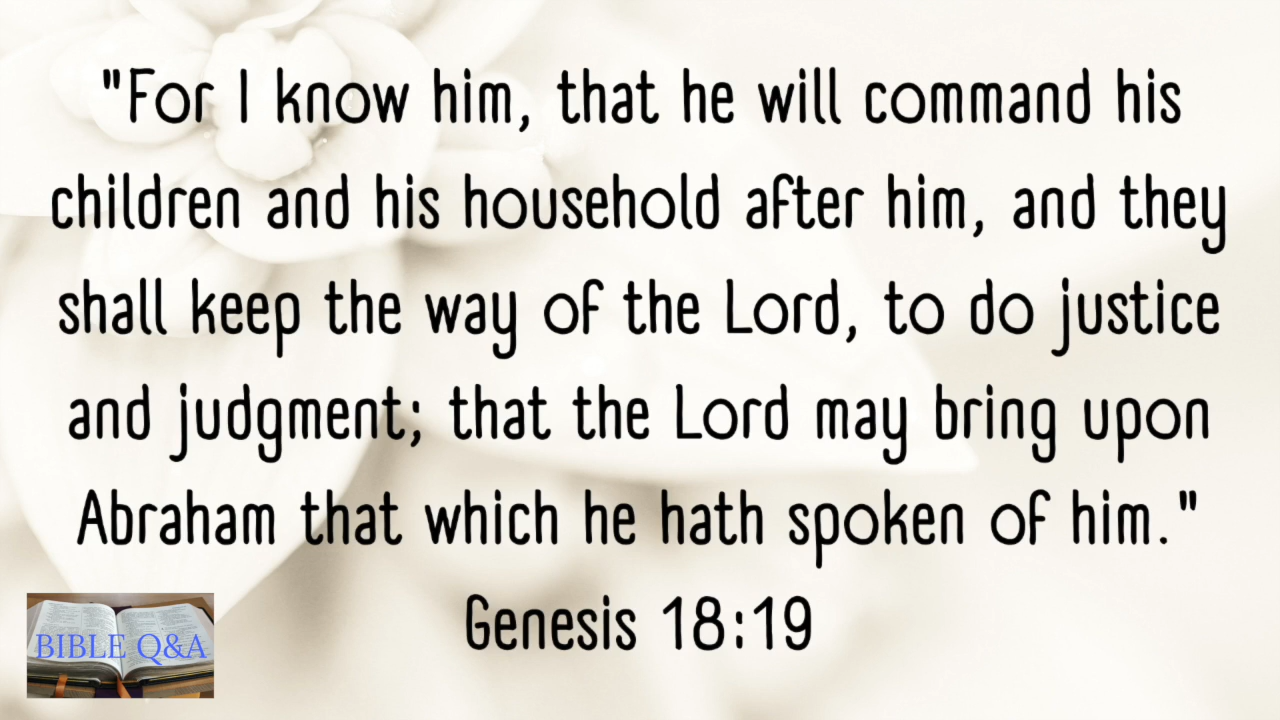 "For I know him, that he will command his
children and his household after him, and they
shall keep the way of the Lord, to do justice
and judgment; that the Lord may bring upon
Abraham that which he hath spoken of him."
Genesis 18:19
BIBLE Q&A